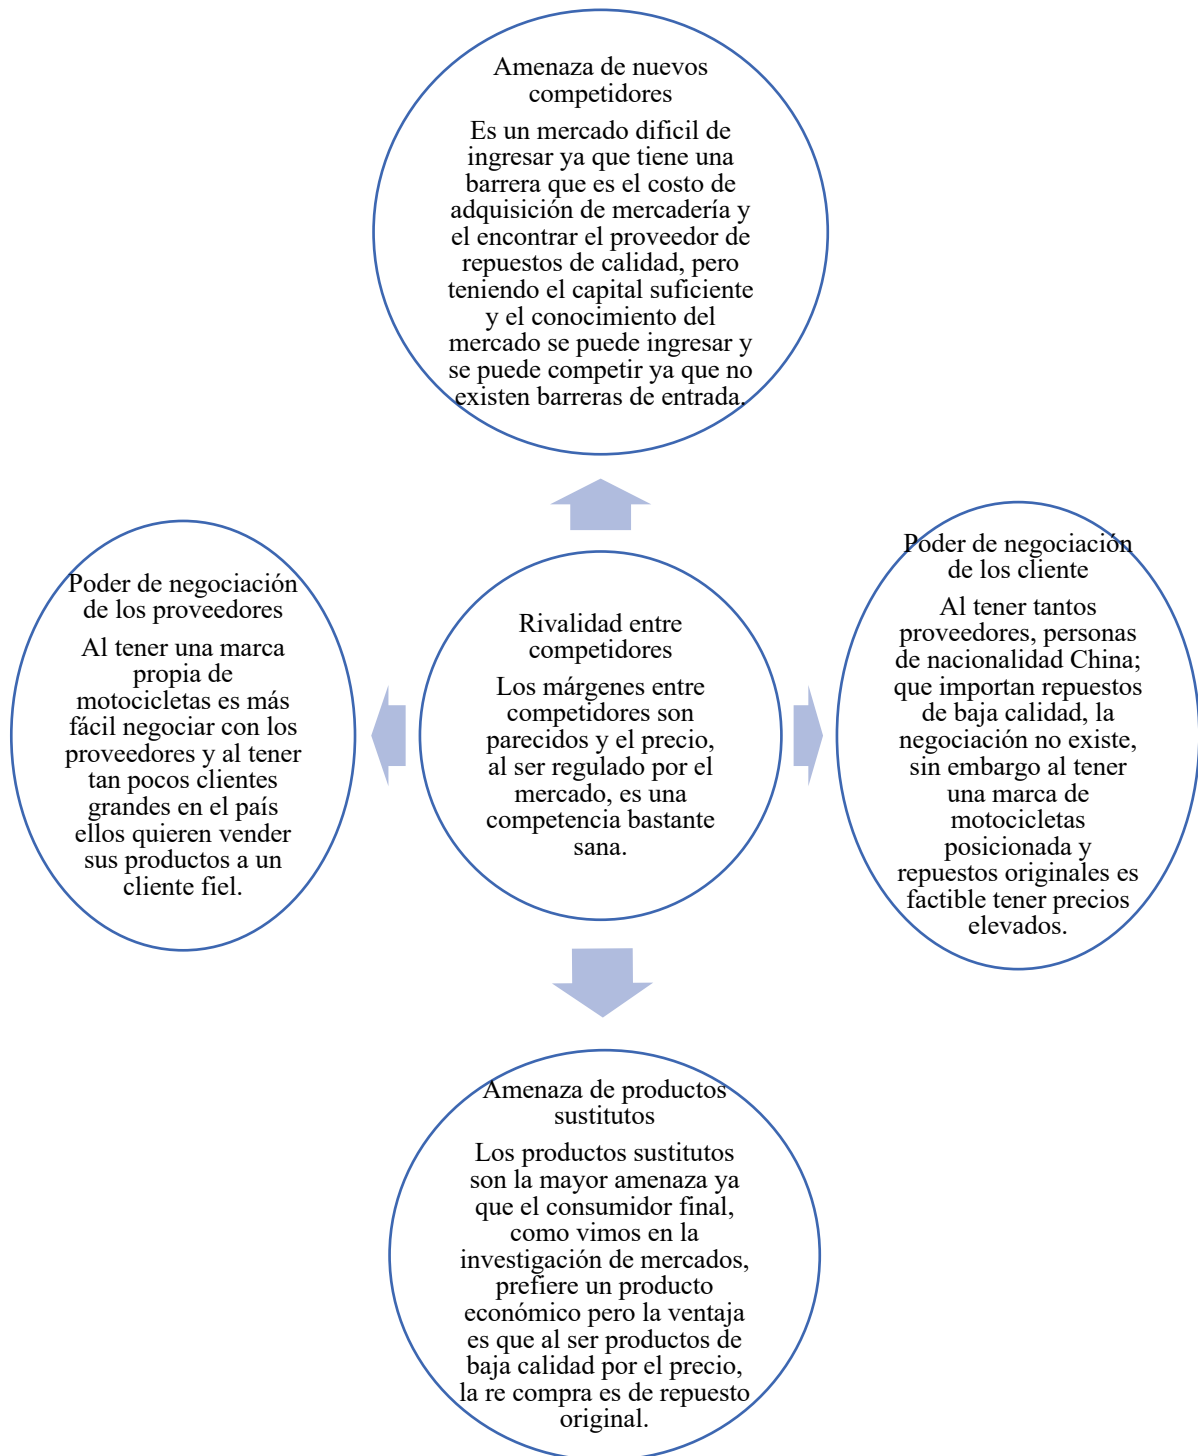 Amenaza de nuevos
competidores
Es un mercado dificil de
ingresar ya que tiene una
barrera que es el costo de
adquisición de mercadería y
el encontrar el proveedor de
repuestos de calidad, pero
teniendo el capital suficiente
y el conocimiento del
mercado se puede ingresar y
se puede competir ya que no
existen barreras de entrada.
Poder de negociación
de los proveedores
Al tener una marca
propia de
motocicletas es más
fácil negociar con los
proveedores y al tener
tan pocos clientes
grandes en el país
ellos quieren vender
sus productos a un
cliente fiel.
Rivalidad entre
competidores
Los márgenes entre
competidores son
parecidos y el precio,
al ser regulado por el
mercado, es una
competencia bastante
sana.
Poder de negociación
de los cliente
Al tener tantos
proveedores, personas
de nacionalidad China;
que importan repuestos
de baja calidad, la
negociación no existe,
sin embargo al tener
una marca de
motocicletas
posicionada y
repuestos originales es
factible tener precios
elevados.
Amenaza de productos
sustitutos
Los productos sustitutos
son la mayor amenaza ya
que el consumidor final,
como vimos en la
investigación de mercados,
prefiere un producto
económico pero la ventaja
es que al ser productos de
baja calidad por el precio,
la re compra es de repuesto
original.